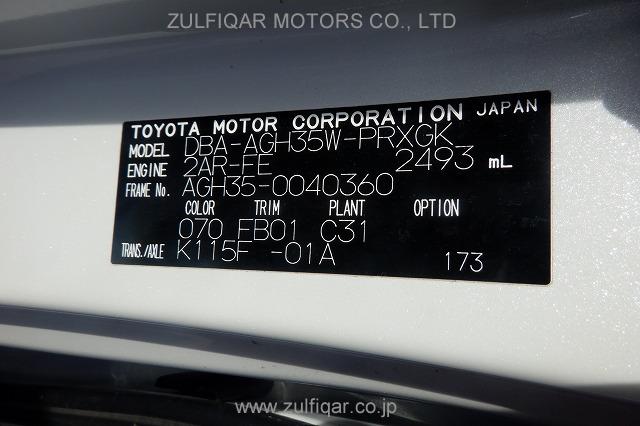 ZULFIQAR MOTORS CO., LTD
TOYOTA MOTOR CORPORATION JAPAN
MODEL DBA-AGH35W-PRXGK
ENGINE 2AR-FE 2493 mL
FRAME No. AGH35-0040360
COLOR TRIM PLANT OPTION
070 FB01 C31
TRANS./AXLE K115F -01A 173
www.zulfiqar.co.jp